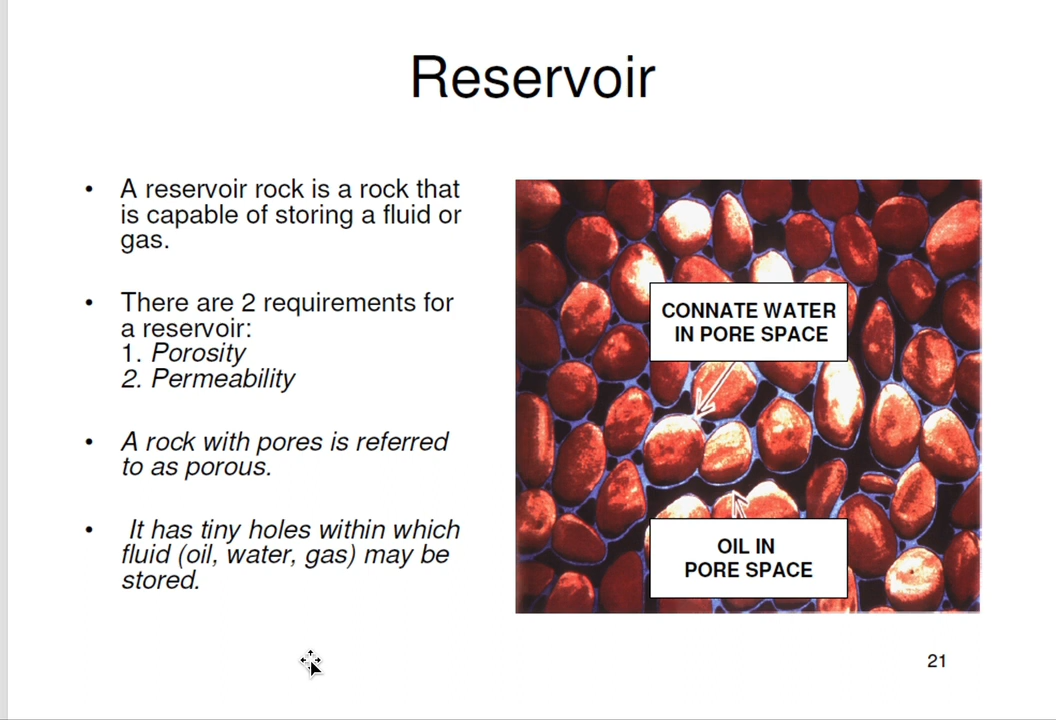 Reservoir
• A reservoir rock is a rock that
is capable of storing a fluid or
gas.
• There are 2 requirements for
a reservoir:
1. Porosity
2. Permeability
• A rock with pores is referred
to as porous.
• It has tiny holes within which
fluid (oil, water, gas) may be
stored.
CONNATE WATER
IN PORE SPACE
OIL IN
PORE SPACE
21